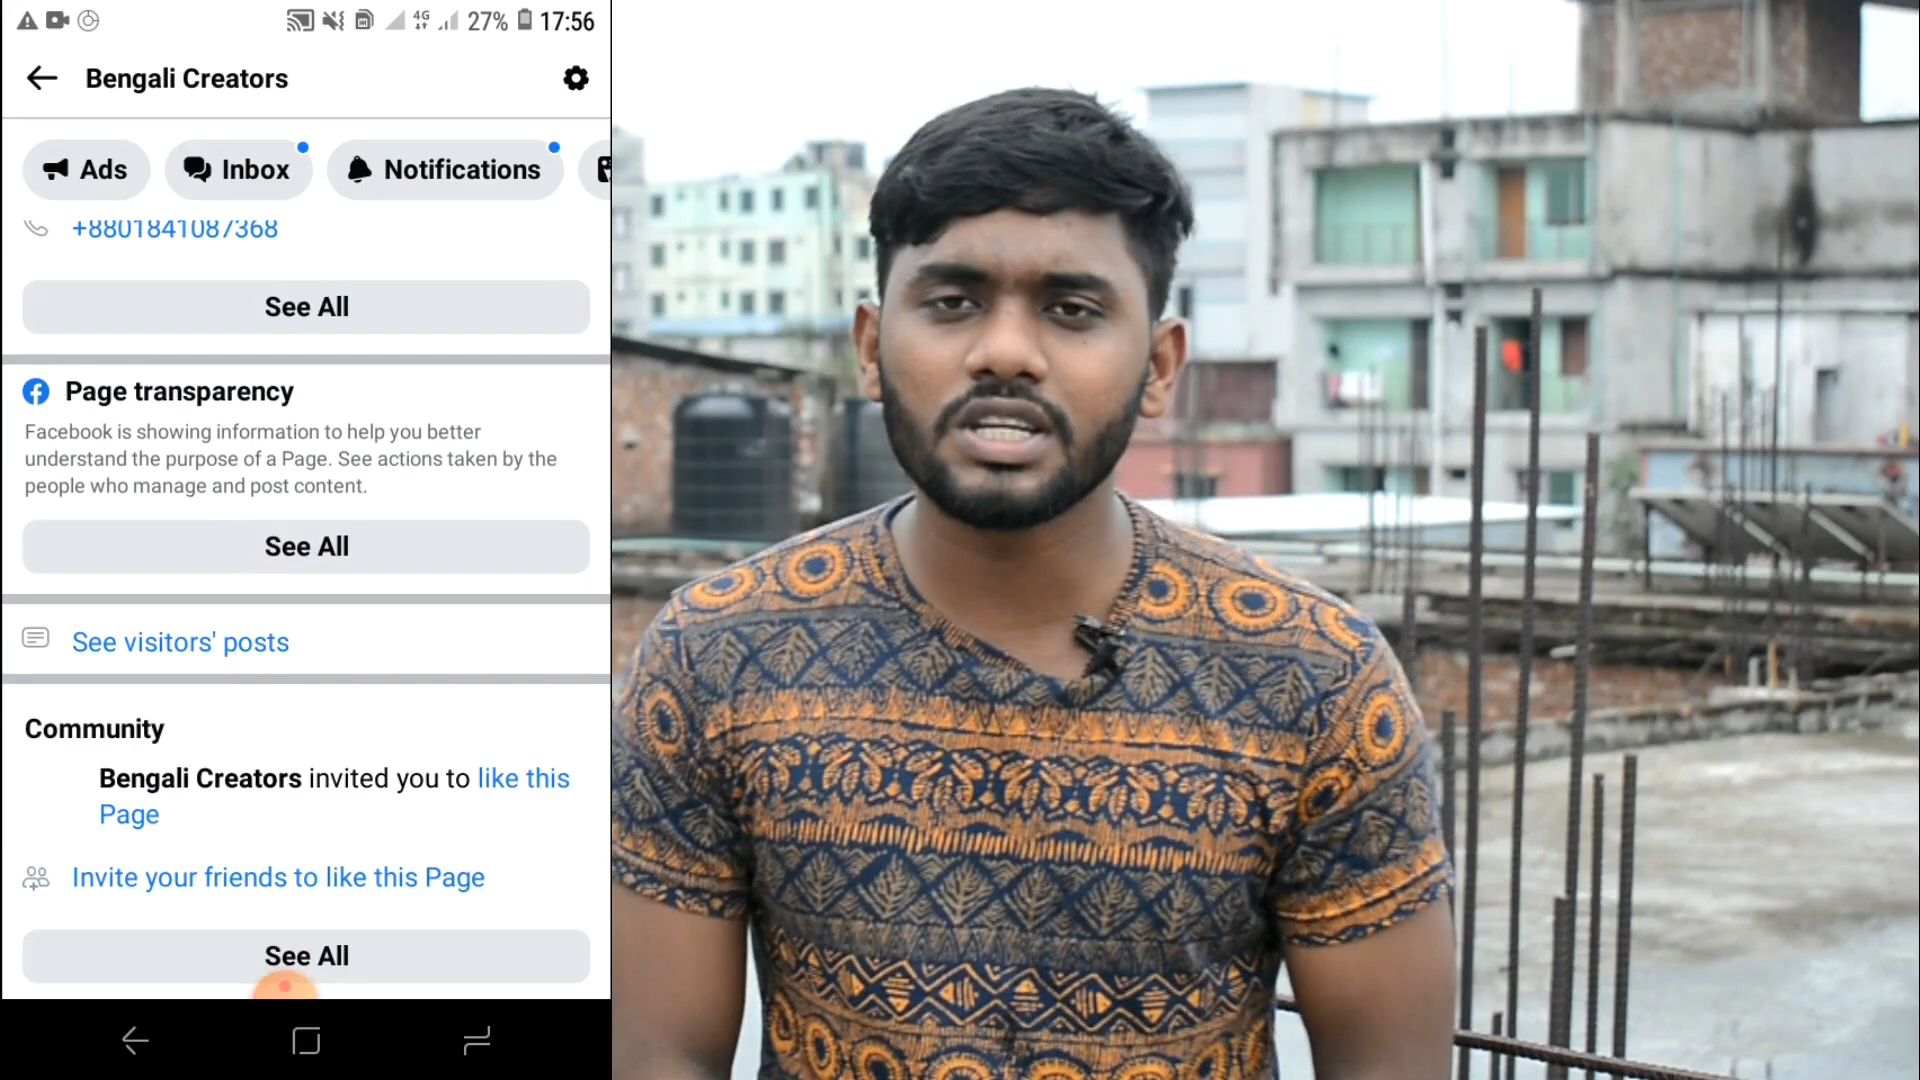 4G 27% 17:56
Bengali Creators
Ads Inbox Notifications
+8801841087368
See All
Page transparency
Facebook is showing information to help you better
understand the purpose of a Page. See actions taken by the
people who manage and post content.
See All
See visitors' posts
Community
Bengali Creators invited you to like this
Page
Invite your friends to like this Page
See All